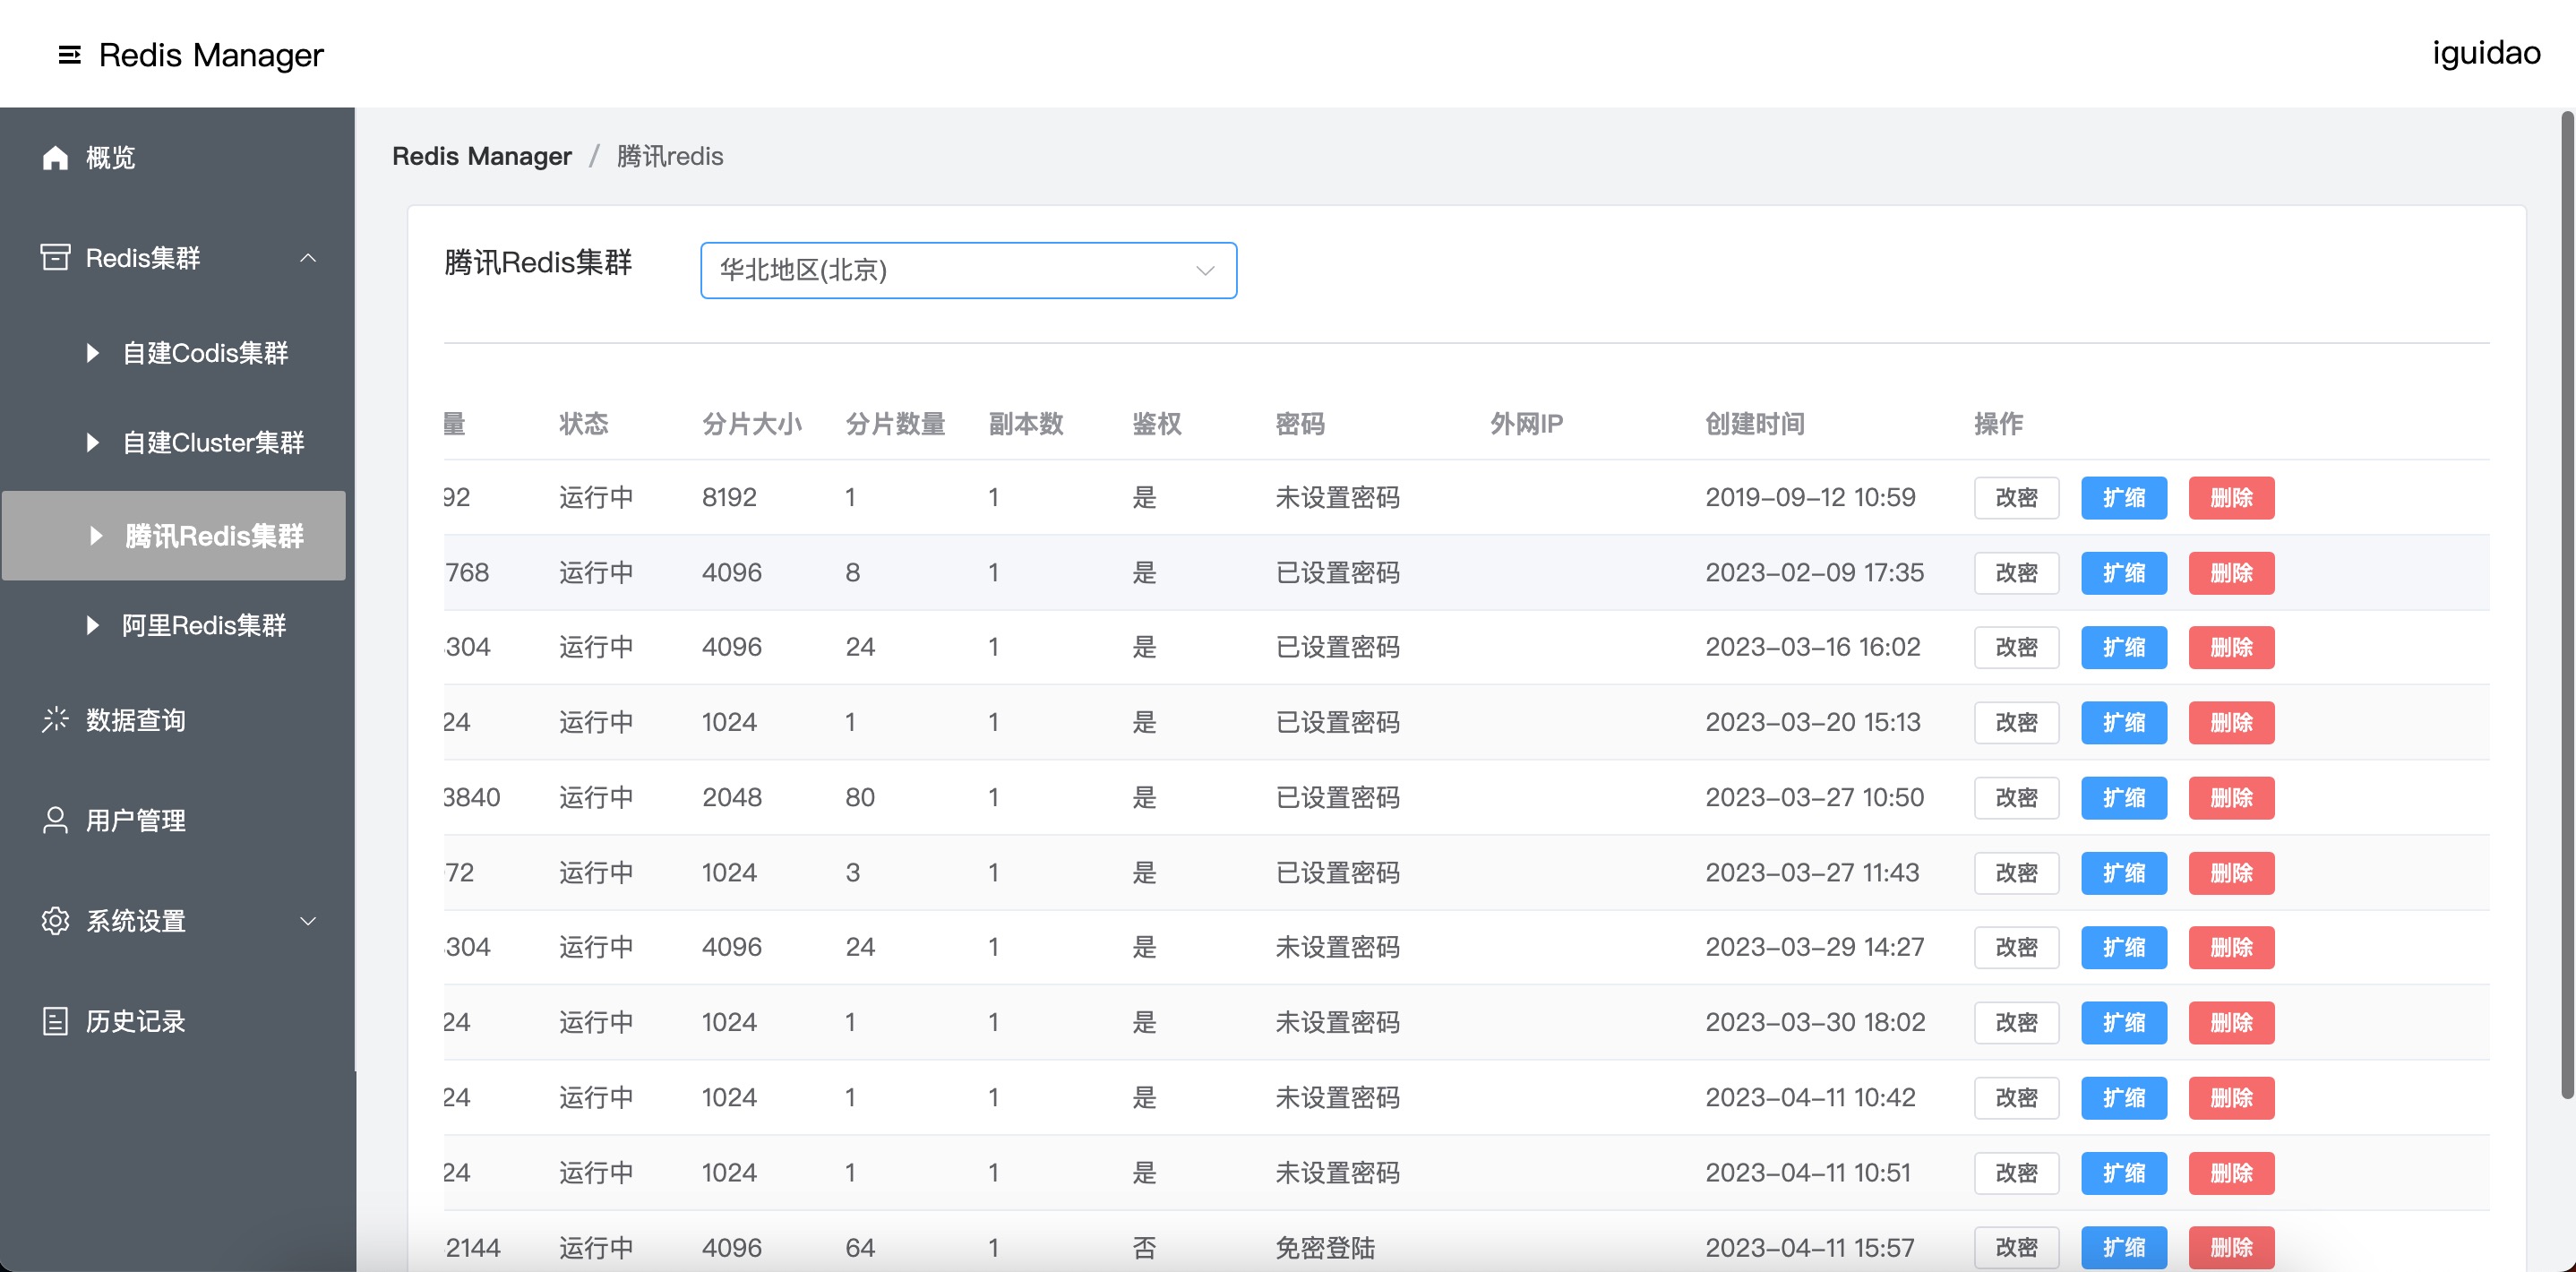 Redis Manager
iguidao
概览
Redis集群
自建Codis集群
自建Cluster集群
腾讯Redis集群
阿里Redis集群
数据查询
用户管理
系统设置
历史记录
Redis Manager / 腾讯redis
腾讯Redis集群 华北地区(北京)
量 状态 分片大小 分片数量 副本数 鉴权 密码 外网IP 创建时间 操作
92 运行中 8192 1 1 是 未设置密码 2019-09-12 10:59 改密 扩缩 删除
768 运行中 4096 8 1 是 已设置密码 2023-02-09 17:35 改密 扩缩 删除
304 运行中 4096 24 1 是 已设置密码 2023-03-16 16:02 改密 扩缩 删除
24 运行中 1024 1 1 是 已设置密码 2023-03-20 15:13 改密 扩缩 删除
3840 运行中 2048 80 1 是 已设置密码 2023-03-27 10:50 改密 扩缩 删除
72 运行中 1024 3 1 是 已设置密码 2023-03-27 11:43 改密 扩缩 删除
304 运行中 4096 24 1 是 未设置密码 2023-03-29 14:27 改密 扩缩 删除
24 运行中 1024 1 1 是 未设置密码 2023-03-30 18:02 改密 扩缩 删除
24 运行中 1024 1 1 是 未设置密码 2023-04-11 10:42 改密 扩缩 删除
24 运行中 1024 1 1 是 未设置密码 2023-04-11 10:51 改密 扩缩 删除
2144 运行中 4096 64 1 否 免密登陆 2023-04-11 15:57 改密 扩缩 删除